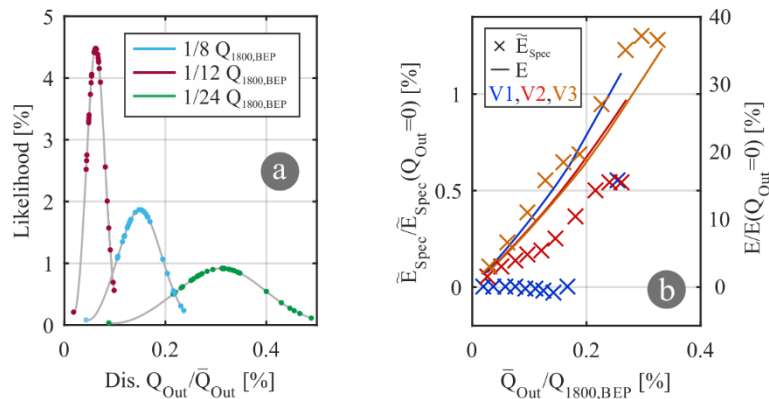 5
4
3
2
1
0
Likelihood [%]
1/8 Q1800,BEP
1/12 Q1800,BEP
1/24 Q1800,BEP
a
0
0.2
0.4
Dis. QOut/Q̄Out [%]
1
0.5
0
ẼSpec/ẼSpec(QOut=0) [%]
ẼSpec
E
V1,V2,V3
40
30
20
10
0
E/E(QOut=0) [%]
b
0
0.2
0.4
Q̄Out/Q1800,BEP [%]